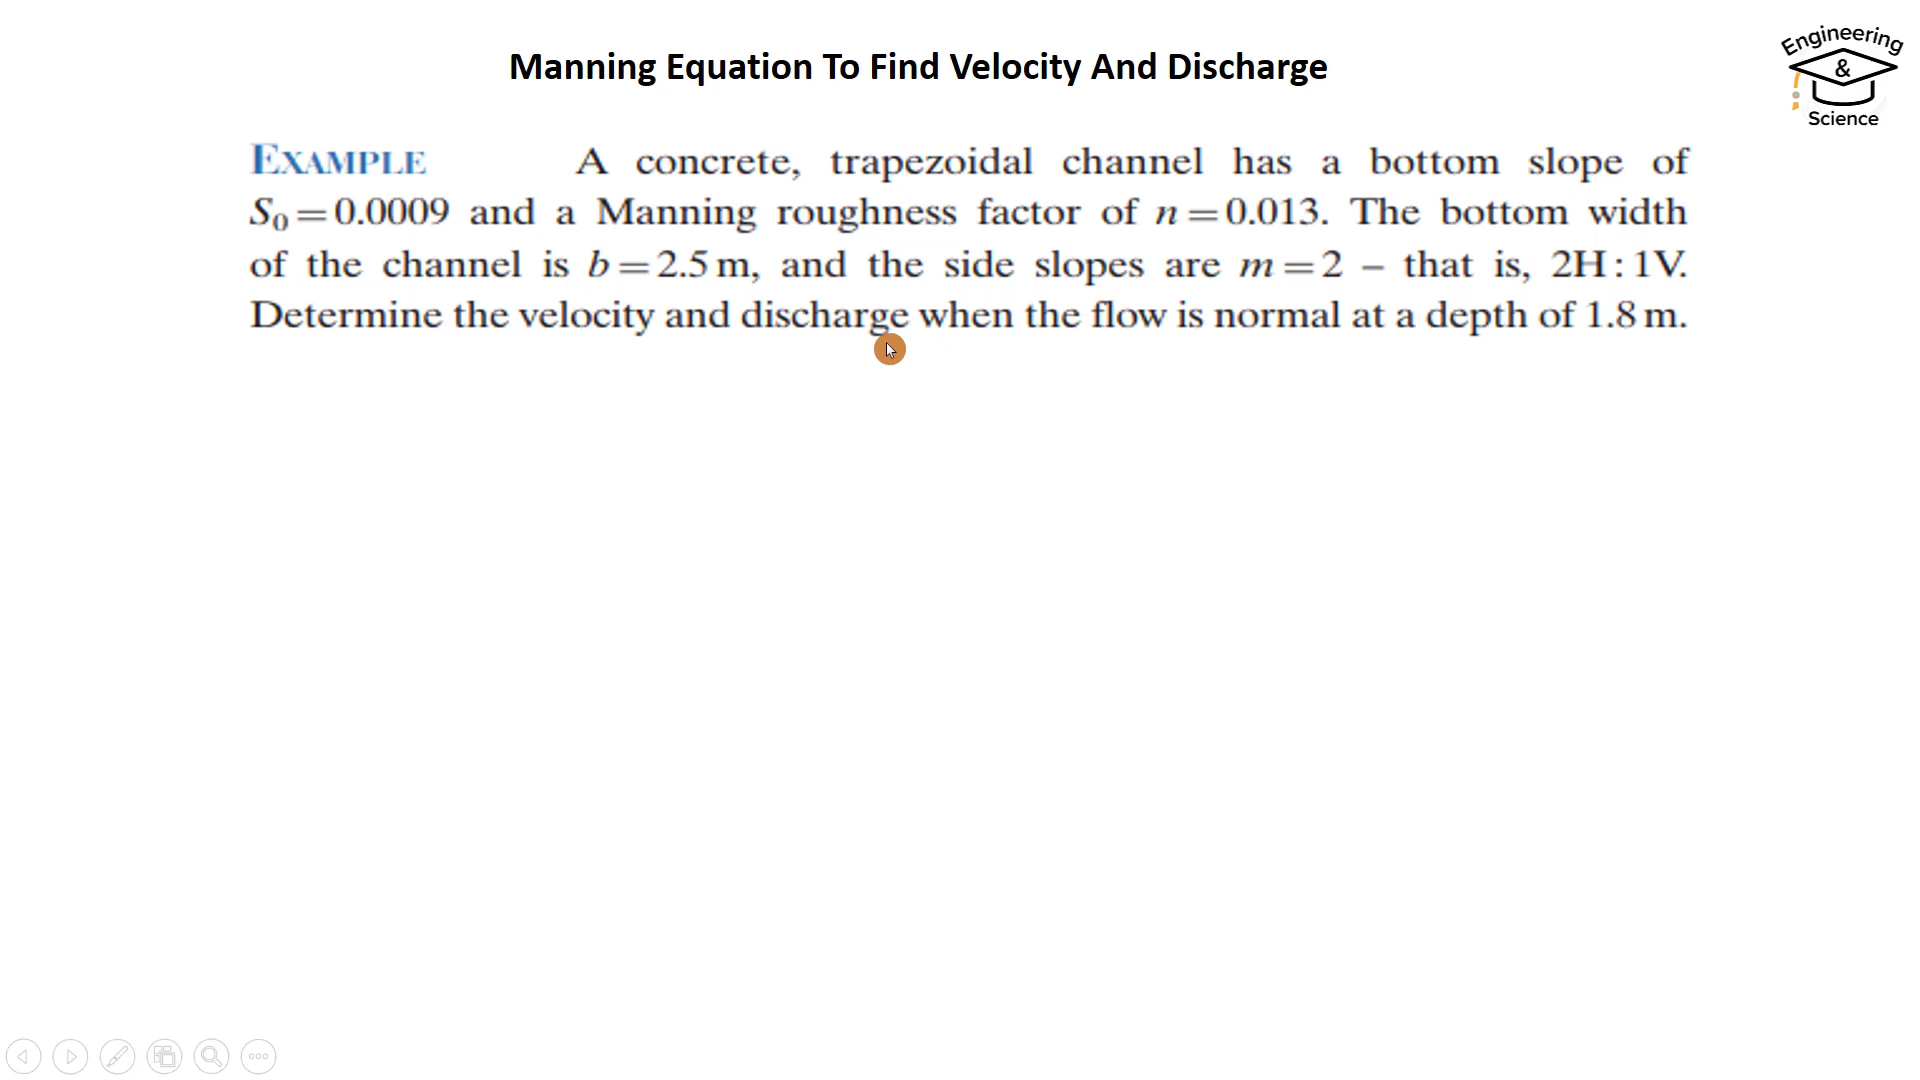 Manning Equation To Find Velocity And Discharge
Engineering
&
Science
EXAMPLE A concrete, trapezoidal channel has a bottom slope of
S₀ = 0.0009 and a Manning roughness factor of n = 0.013. The bottom width
of the channel is b = 2.5 m, and the side slopes are m = 2 – that is, 2H : 1V.
Determine the velocity and discharge when the flow is normal at a depth of 1.8 m.